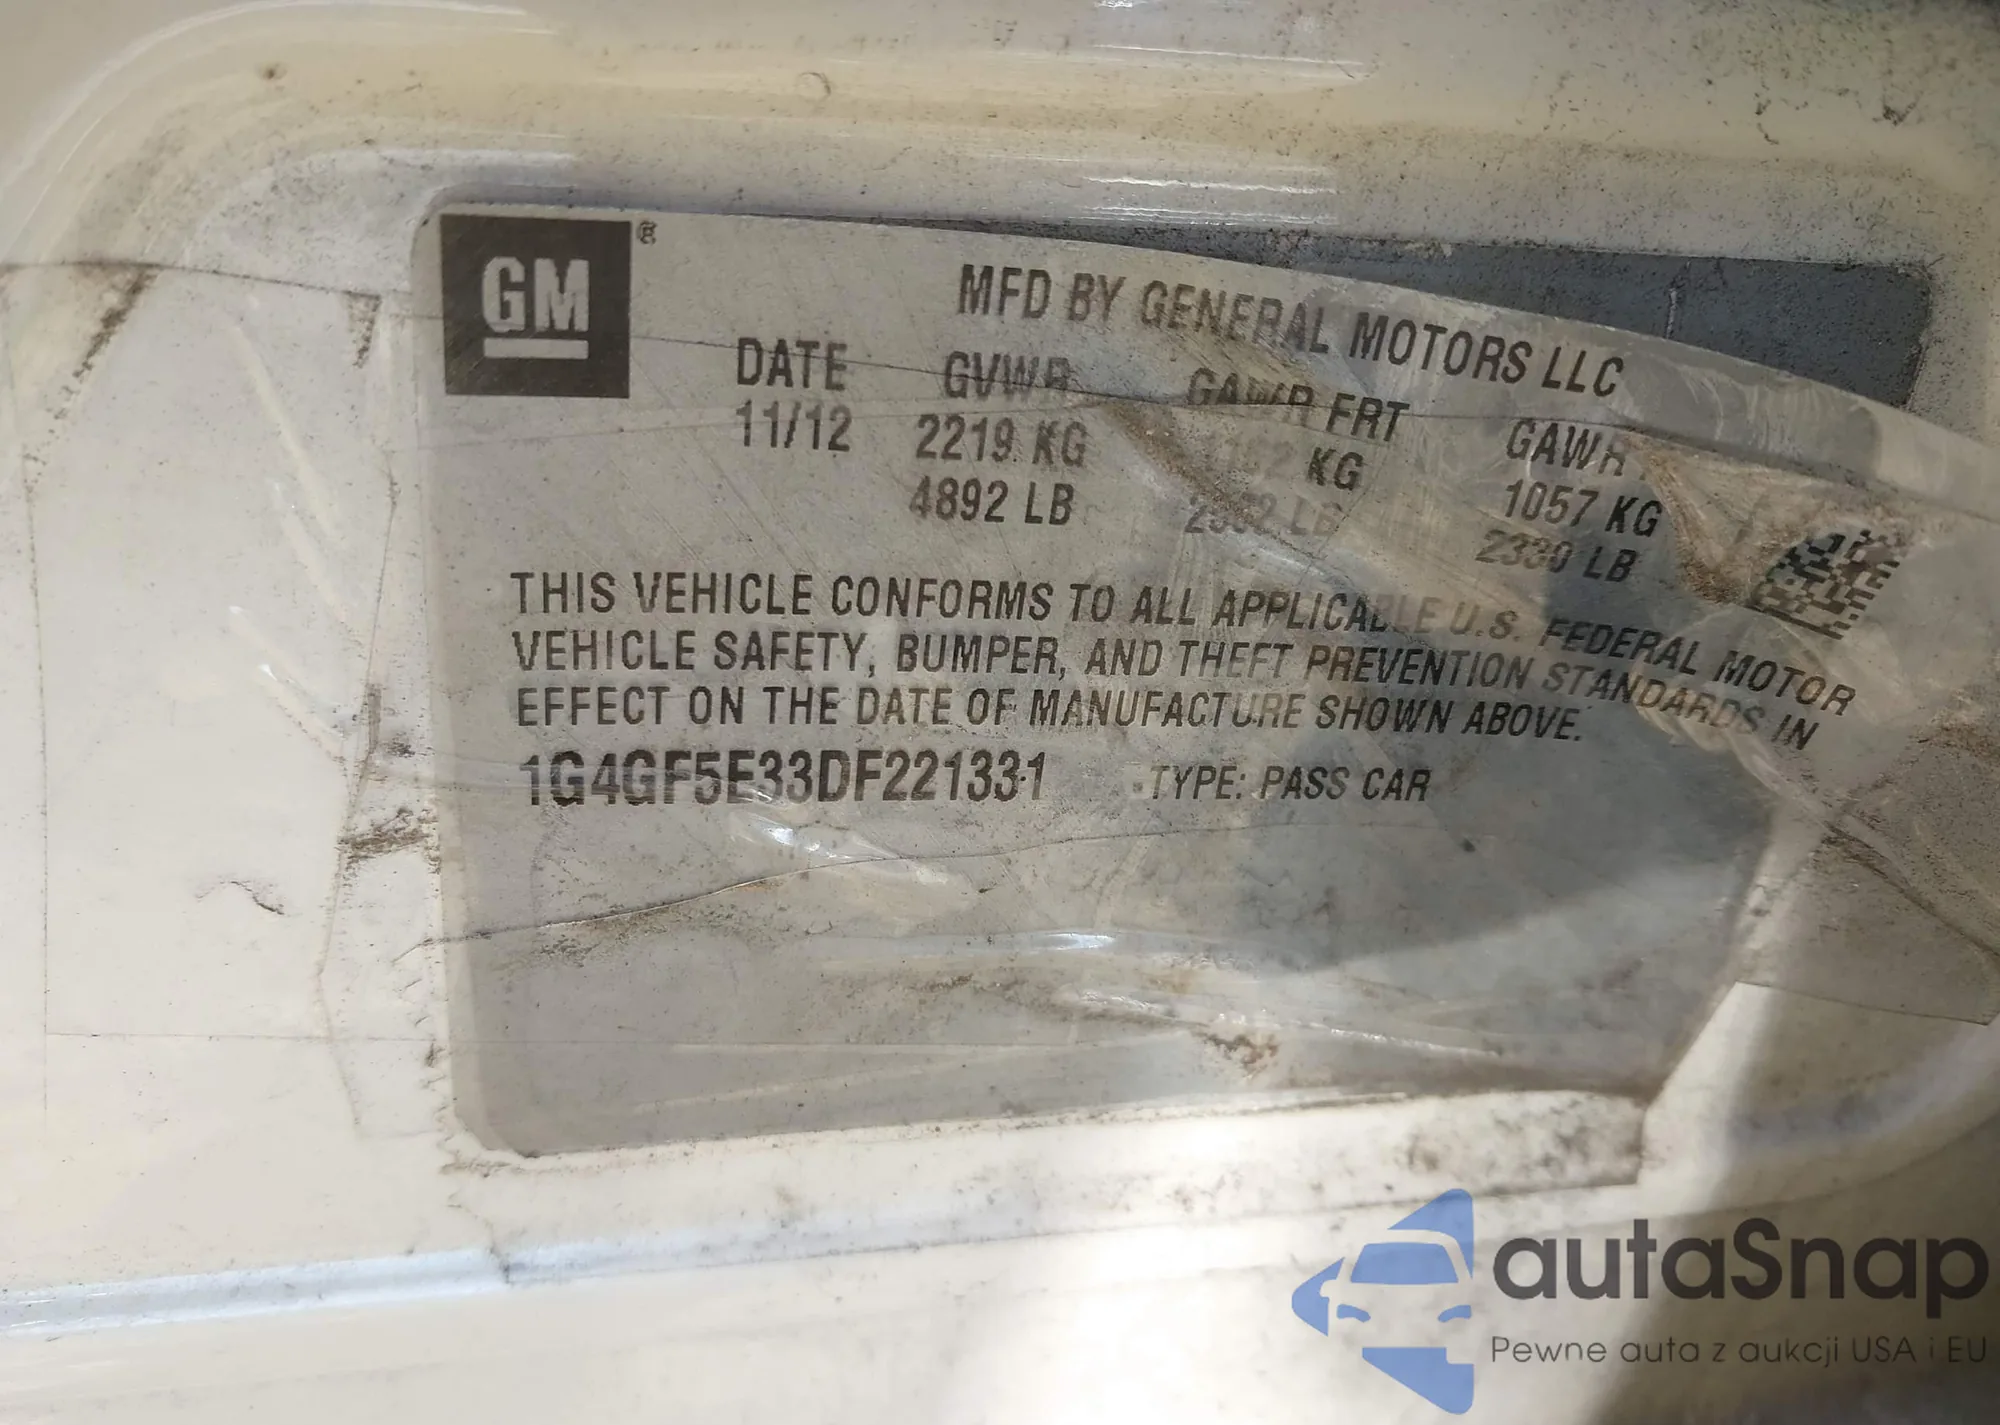 GM ®
MFD BY GENERAL MOTORS LLC
DATE GVWR GAWR FRT GAWR
11/12 2219 KG KG 1057 KG
4892 LB LB 2330 LB
THIS VEHICLE CONFORMS TO ALL APPLICABLE U.S. FEDERAL MOTOR
VEHICLE SAFETY, BUMPER, AND THEFT PREVENTION STANDARDS IN
EFFECT ON THE DATE OF MANUFACTURE SHOWN ABOVE.
1G4GF5E33DF221331 TYPE: PASS CAR
autaSnap
Pewne auta z aukcji USA i EU